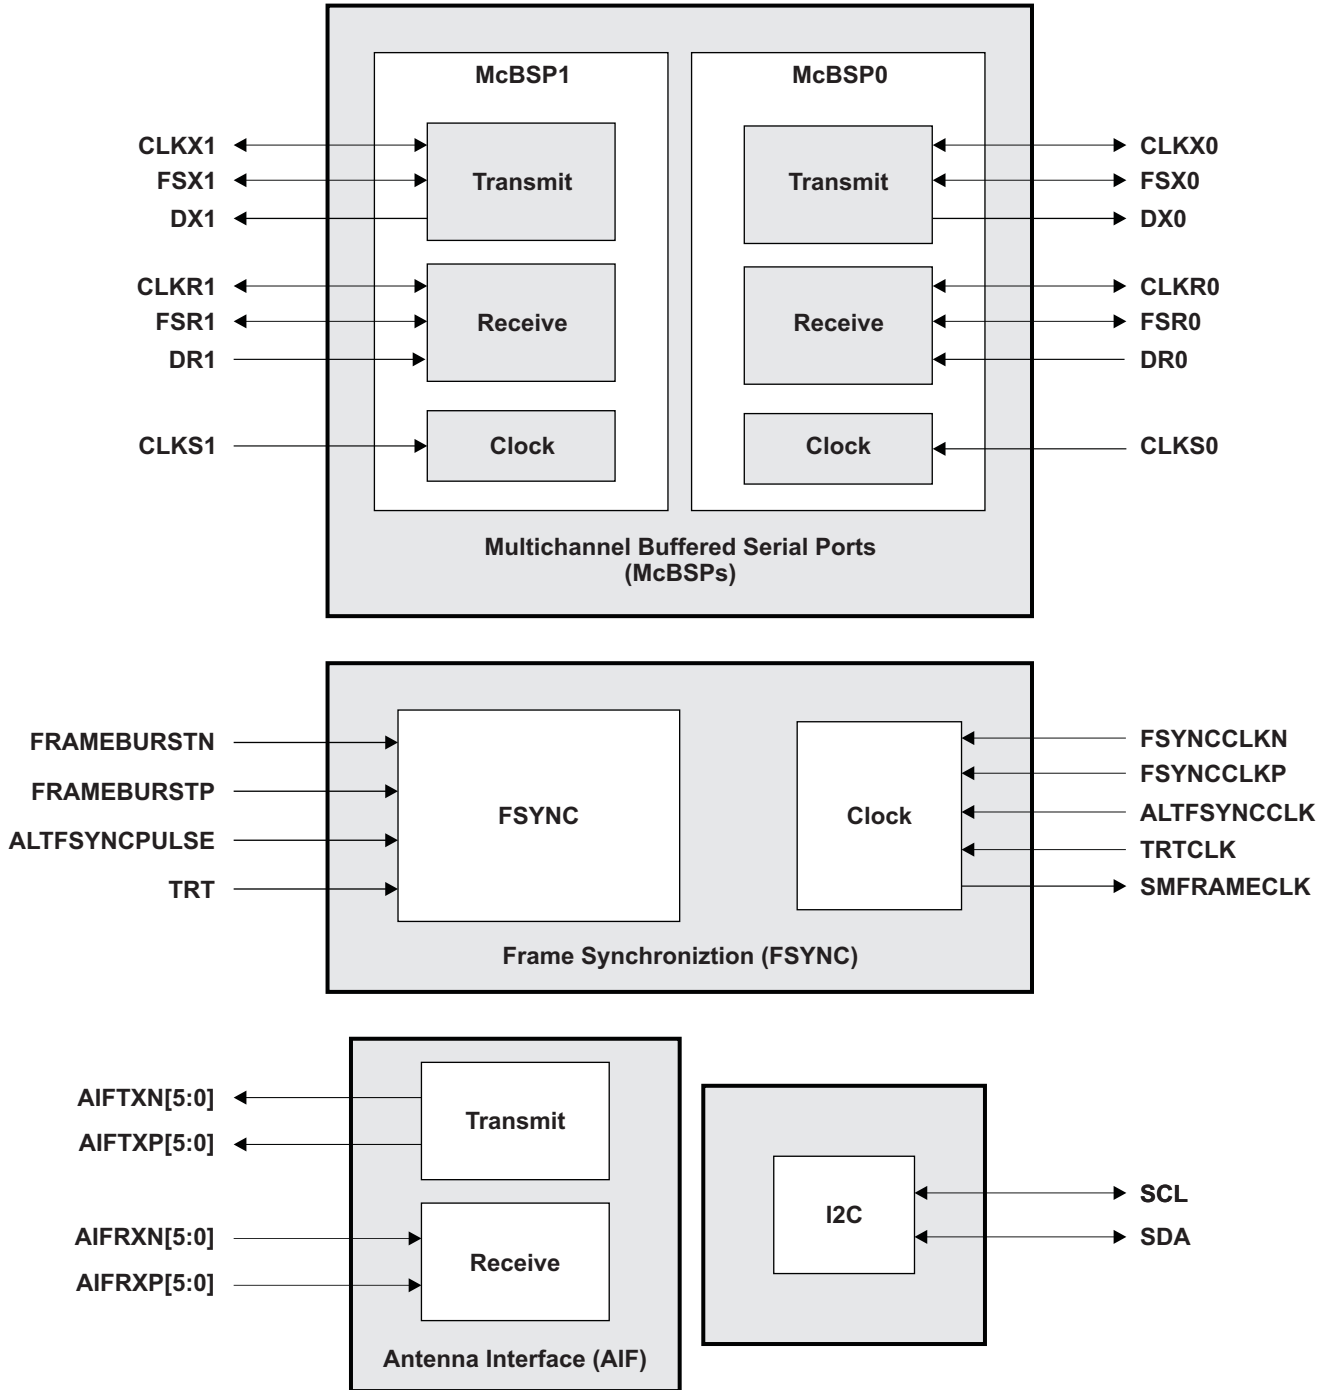 McBSP1
McBSP0
CLKX1
FSX1
DX1
Transmit
Transmit
CLKX0
FSX0
DX0
CLKR1
FSR1
DR1
Receive
Receive
CLKR0
FSR0
DR0
CLKS1
Clock
Clock
CLKS0
Multichannel Buffered Serial Ports
(McBSPs)
FRAMEBURSTN
FRAMEBURSTP
ALTFSYNCPULSE
TRT
FSYNC
Clock
FSYNCCLKN
FSYNCCLKP
ALTFSYNCCLK
TRTCLK
SMFRAMECLK
Frame Synchroniztion (FSYNC)
AIFTXN[5:0]
AIFTXP[5:0]
Transmit
AIFRXN[5:0]
AIFRXP[5:0]
Receive
Antenna Interface (AIF)
I2C
SCL
SDA